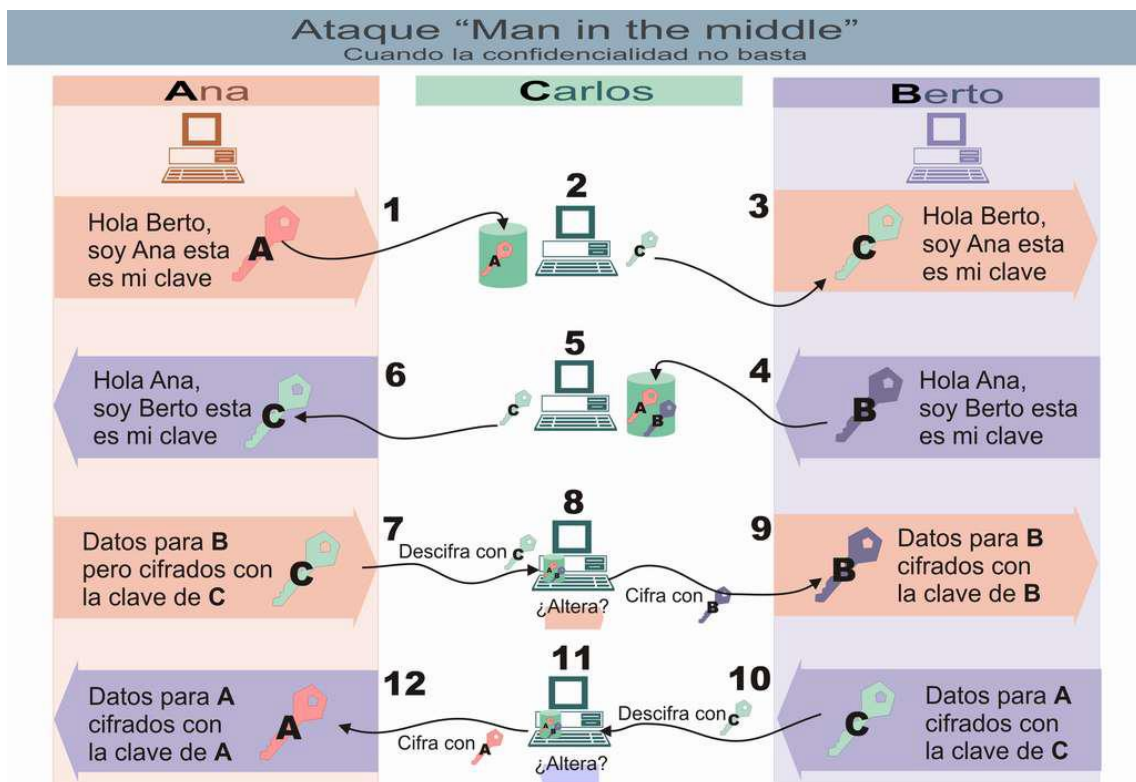 Ataque “Man in the middle”
Cuando la confidencialidad no basta
Ana
Carlos
Berto
Hola Berto,
soy Ana esta
es mi clave
A
1
A
2
C
3
C
Hola Berto,
soy Ana esta
es mi clave
Hola Ana,
soy Berto esta
es mi clave
C
6
C
5
A
B
4
B
Hola Ana,
soy Berto esta
es mi clave
Datos para B
pero cifrados con
la clave de C
C
7
Descifra con C
8
¿Altera?
Cifra con B
9
B
Datos para B
cifrados con
la clave de B
Datos para A
cifrados con
la clave de A
A
12
Cifra con A
11
¿Altera?
10
Descifra con C
C
Datos para A
cifrados con
la clave de C